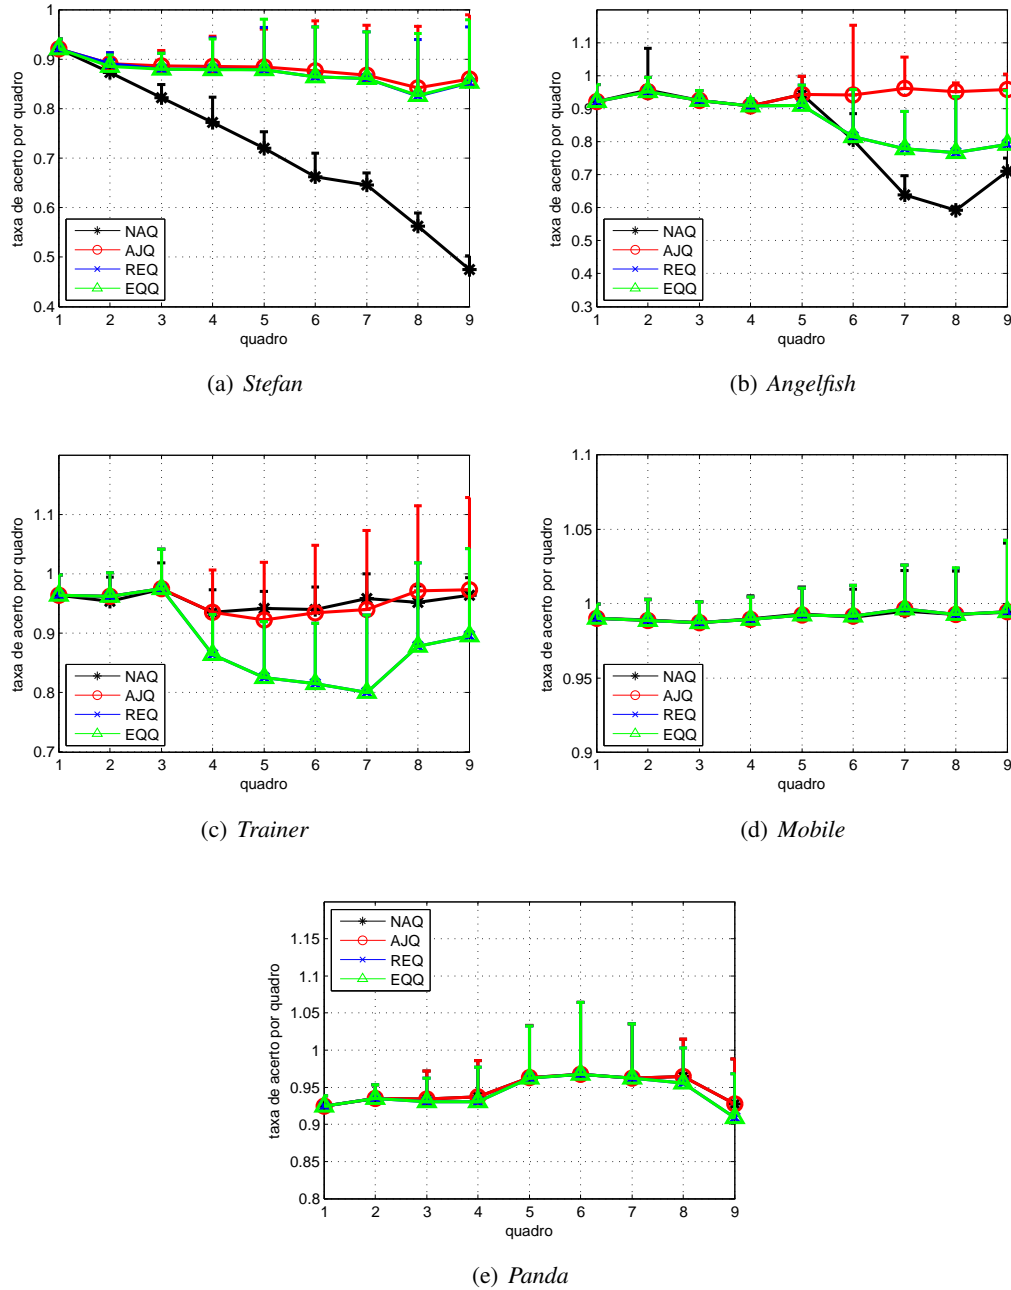 1
0.9
0.8
0.7
0.6
0.5
0.4
taxa de acerto por quadro
NAQ
AJQ
REQ
EQQ
1 2 3 4 5 6 7 8 9
quadro
(a) Stefan
1.1
1
0.9
0.8
0.7
0.6
0.5
0.4
0.3
taxa de acerto por quadro
NAQ
AJQ
REQ
EQQ
1 2 3 4 5 6 7 8 9
quadro
(b) Angelfish
1.1
1
0.9
0.8
0.7
taxa de acerto por quadro
NAQ
AJQ
REQ
EQQ
1 2 3 4 5 6 7 8 9
quadro
(c) Trainer
1.1
1.05
1
0.95
0.9
taxa de acerto por quadro
NAQ
AJQ
REQ
EQQ
1 2 3 4 5 6 7 8 9
quadro
(d) Mobile
1.15
1.1
1.05
1
0.95
0.9
0.85
0.8
taxa de acerto por quadro
NAQ
AJQ
REQ
EQQ
1 2 3 4 5 6 7 8 9
quadro
(e) Panda